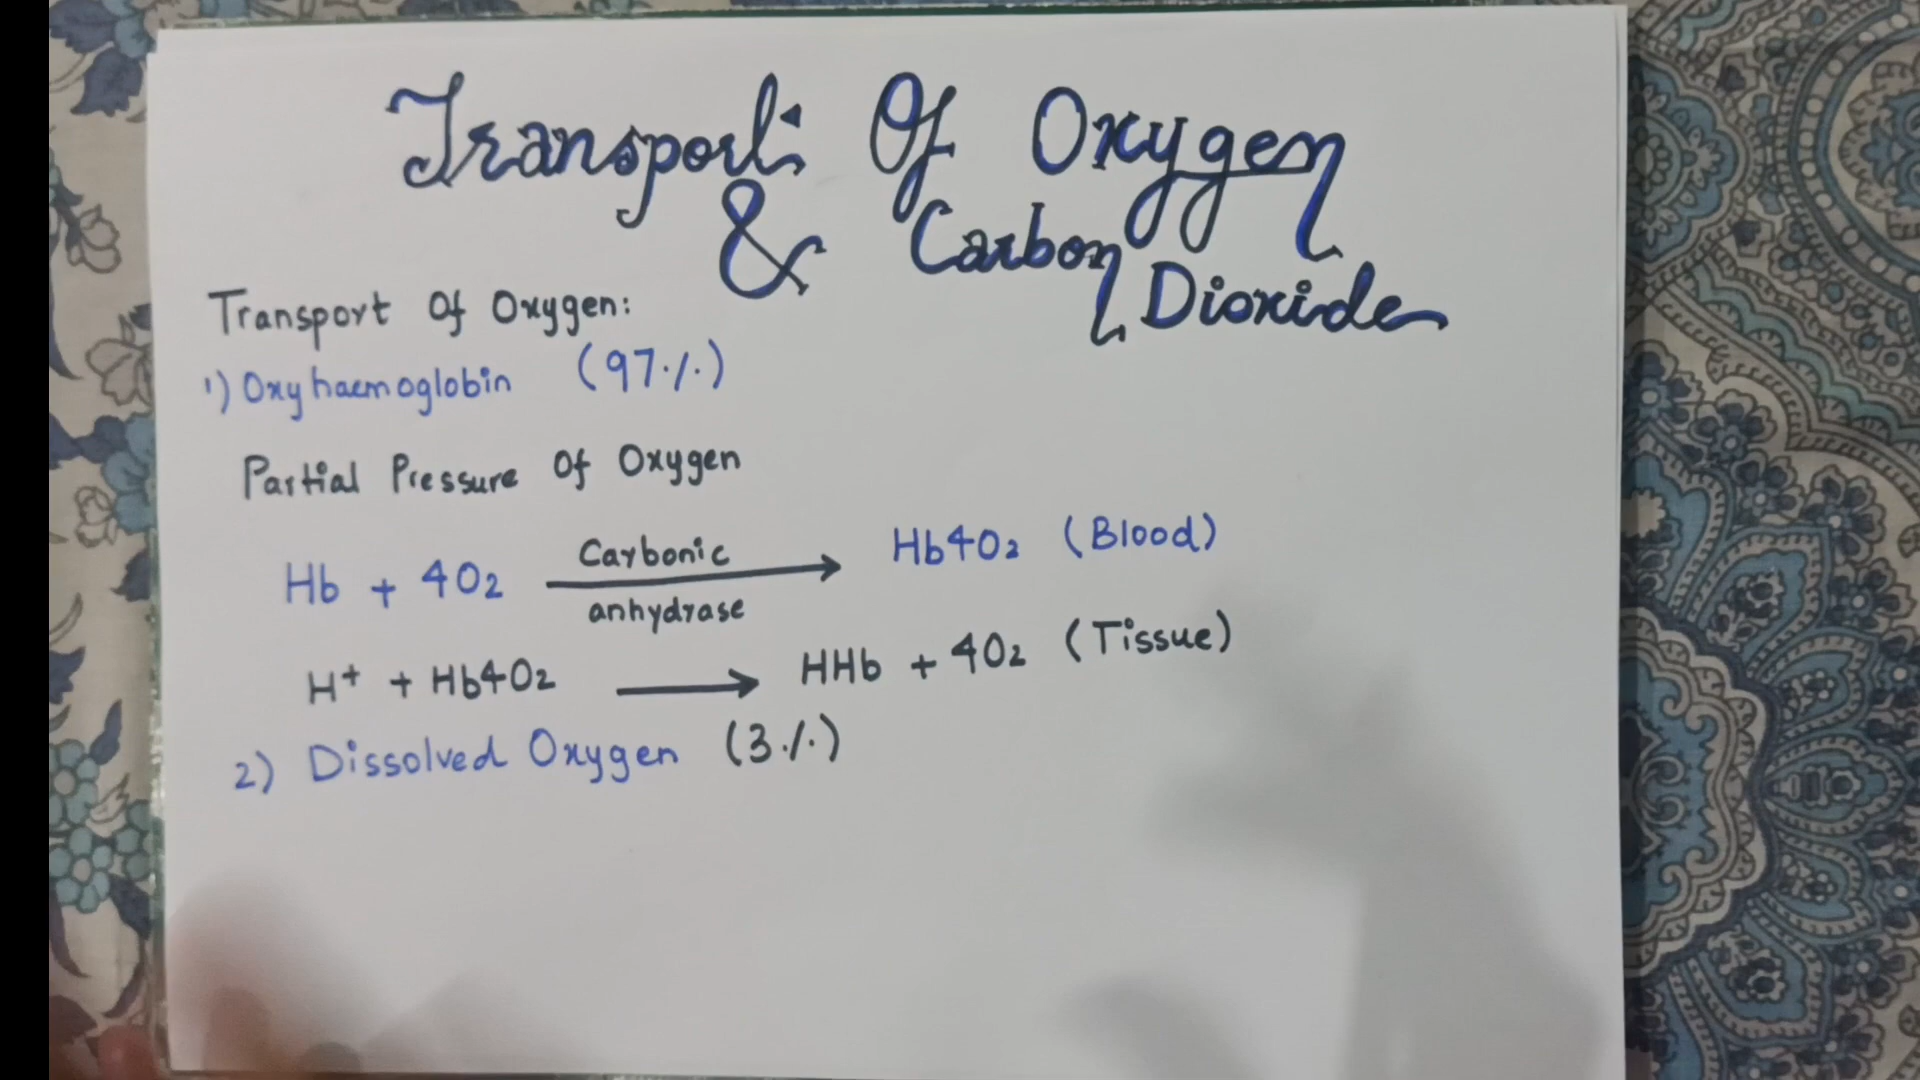 Transport Of Oxygen
& Carbon
Dioxide
Transport Of Oxygen:
1) Oxyhaemoglobin (97%)
Partial Pressure Of Oxygen
Hb + 4O2 Carbonic anhydrase → Hb4O2 (Blood)
H+ + Hb4O2 → HHb + 4O2 (Tissue)
2) Dissolved Oxygen (3%)